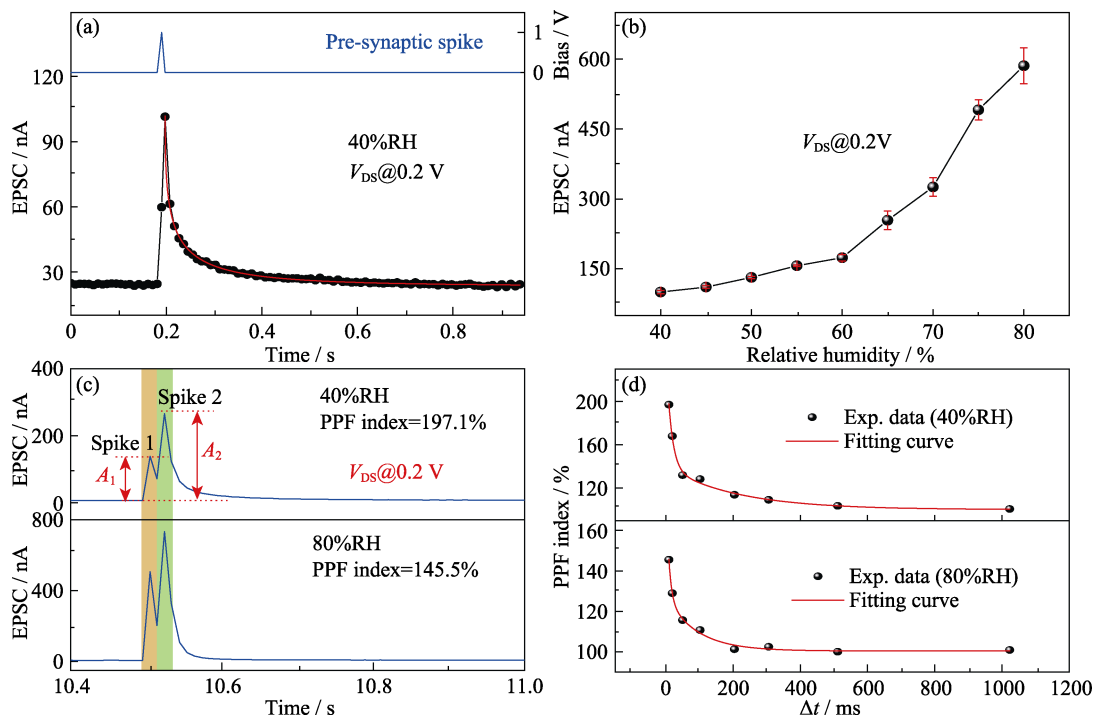 (a)
Pre-synaptic spike
1
0
Bias / V
120
90
60
30
EPSC / nA
40%RH
VDS@0.2 V
0
0.2
0.4
0.6
0.8
Time / s
(b)
600
450
300
150
EPSC / nA
VDS@0.2V
40
50
60
70
80
Relative humidity / %
(c)
400
200
0
EPSC / nA
Spike 1
Spike 2
A1
A2
40%RH
PPF index=197.1%
VDS@0.2 V
800
400
0
EPSC / nA
80%RH
PPF index=145.5%
10.4
10.6
10.8
11.0
Time / s
(d)
200
160
120
PPF index / %
Exp. data (40%RH)
Fitting curve
160
140
120
100
Exp. data (80%RH)
Fitting curve
0
200
400
600
800
1000
1200
Δt / ms